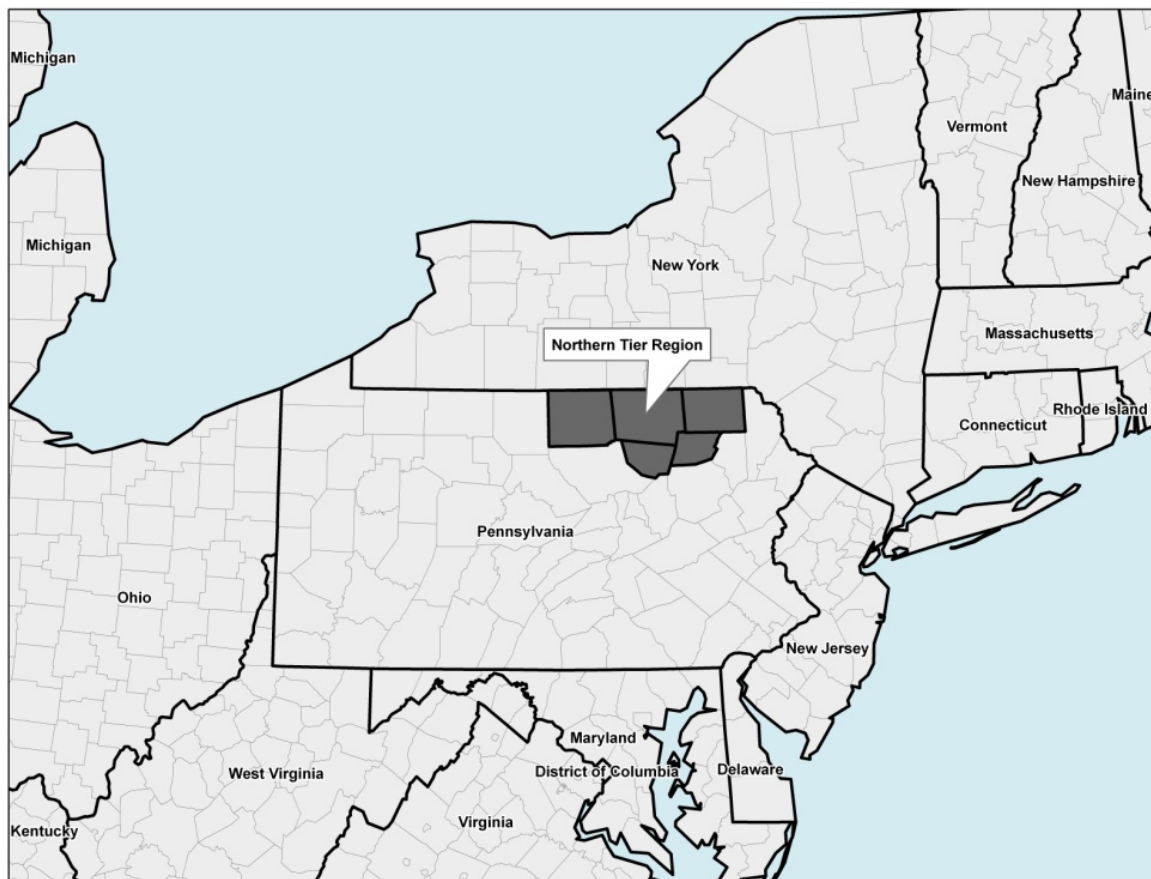 Michigan
Maine
Vermont
New Hampshire
Michigan
New York
Massachusetts
Northern Tier Region
Rhode Island
Connecticut
Pennsylvania
Ohio
New Jersey
Maryland
West Virginia
District of Columbia
Delaware
Kentucky
Virginia